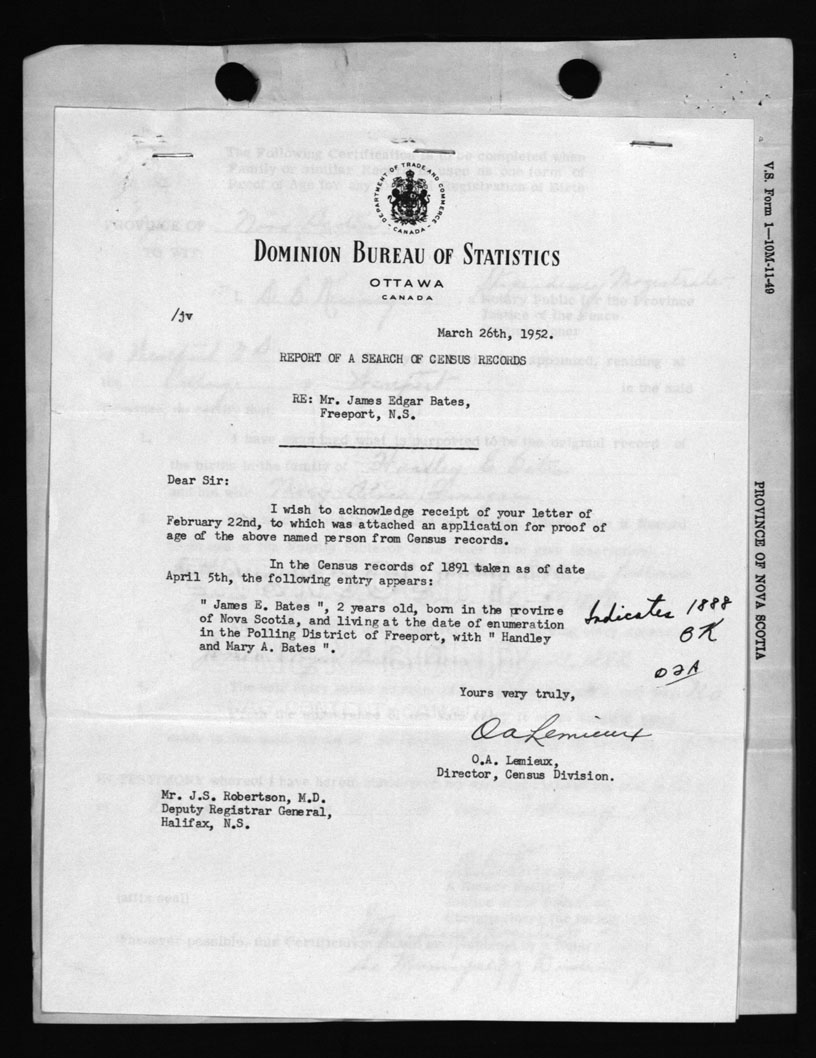 DEPARTMENT OF TRADE AND COMMERCE
- CANADA -
DOMINION BUREAU OF STATISTICS
OTTAWA
CANADA
/jv
March 26th, 1952.
REPORT OF A SEARCH OF CENSUS RECORDS
RE: Mr. James Edgar Bates,
Freeport, N.S.
Dear Sir:
I wish to acknowledge receipt of your letter of
February 22nd, to which was attached an application for proof of
age of the above named person from Census records.
In the Census records of 1891 taken as of date
April 5th, the following entry appears:
" James E. Bates ", 2 years old, born in the province
of Nova Scotia, and living at the date of enumeration
in the Polling District of Freeport, with " Handley
and Mary A. Bates ".
Indicates 1888
OK
Yours very truly,
O A Lemieux
O.A. Lemieux,
Director, Census Division.
Mr. J.S. Robertson, M.D.
Deputy Registrar General,
Halifax, N.S.
V.S. Form 1—10M-11-49
PROVINCE OF NOVA SCOTIA